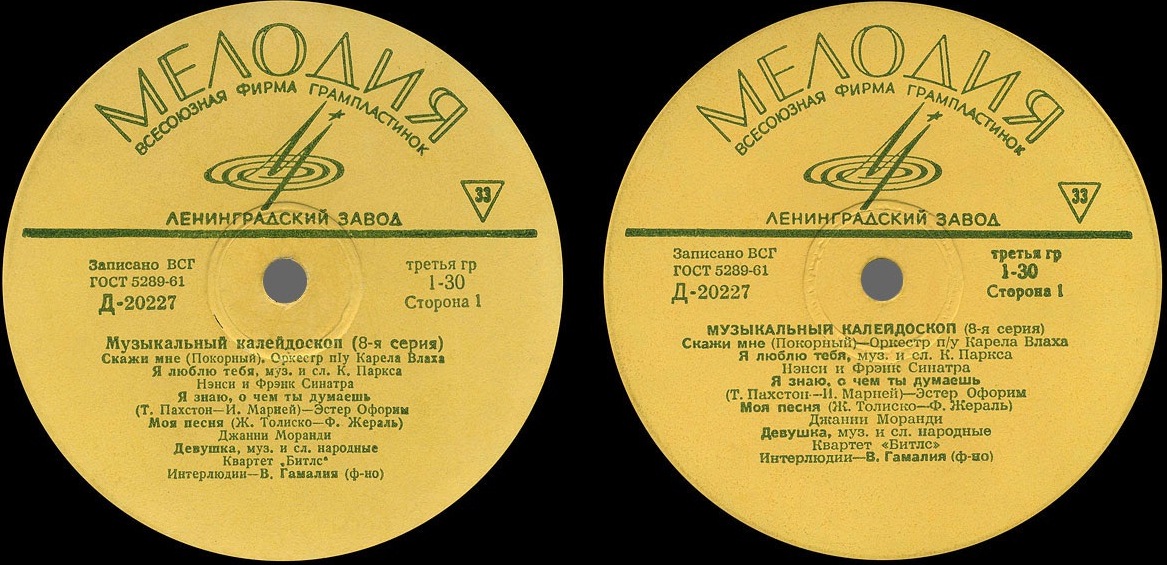 МЕЛОДИЯ
ВСЕСОЮЗНАЯ ФИРМА ГРАМПЛАСТИНОК
33
ЛЕНИНГРАДСКИЙ ЗАВОД
Записано ВСГ
ГОСТ 5289-61
Д-20227
третья гр
1-30
Сторона 1
Музыкальный калейдоскоп (8-я серия)
Скажи мне (Покорный). Оркестр п/у Карела Влаха
Я люблю тебя, муз. и сл. К. Паркса
Нэнси и Фрэнк Синатра
Я знаю, о чем ты думаешь
(Т. Пахстон—И. Марней)—Эстер Офорим
Моя песня (Ж. Толиско—Ф. Жераль)
Джанни Моранди
Девушка, муз. и сл. народные
Квартет „Битлс"
Интерлюдии—В. Гамалия (ф-но)
МЕЛОДИЯ
ВСЕСОЮЗНАЯ ФИРМА ГРАМПЛАСТИНОК
33
ЛЕНИНГРАДСКИЙ ЗАВОД
Записано ВСГ
ГОСТ 5289-61
Д-20227
третья гр
1-30
Сторона 1
МУЗЫКАЛЬНЫЙ КАЛЕЙДОСКОП (8-я серия)
Скажи мне (Покорный)—Оркестр п/у Карела Влаха
Я люблю тебя, муз. и сл. К. Паркса
Нэнси и Фрэнк Синатра
Я знаю, о чем ты думаешь
(Т. Пахстон—И. Марней)—Эстер Офорим
Моя песня (Ж. Толиско—Ф. Жераль)
Джанни Моранди
Девушка, муз. и сл. народные
Квартет «Битлс»
Интерлюдии—В. Гамалия (ф-но)